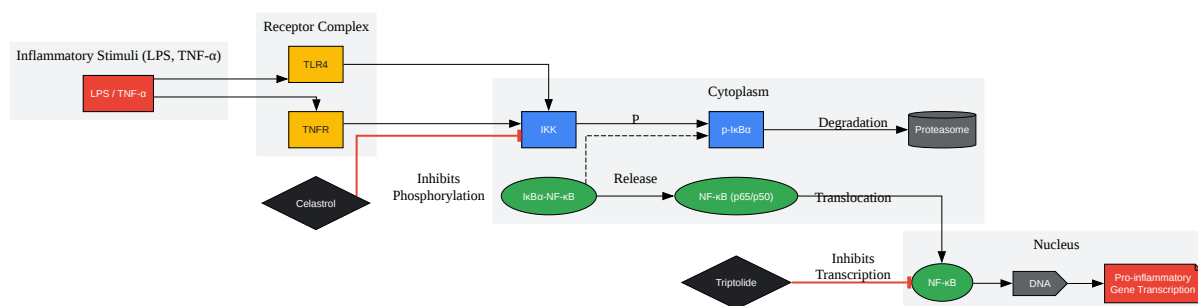 Inflammatory Stimuli (LPS, TNF-α)
LPS / TNF-α
Receptor Complex
TLR4
TNFR
Celastrol
Inhibits
Phosphorylation
Cytoplasm
IKK
P
p-IκBα
Degradation
Proteasome
IκBα-NF-κB
Release
NF-κB (p65/p50)
Translocation
Nucleus
Triptolide
Inhibits
Transcription
NF-κB
DNA
Pro-inflammatory
Gene Transcription